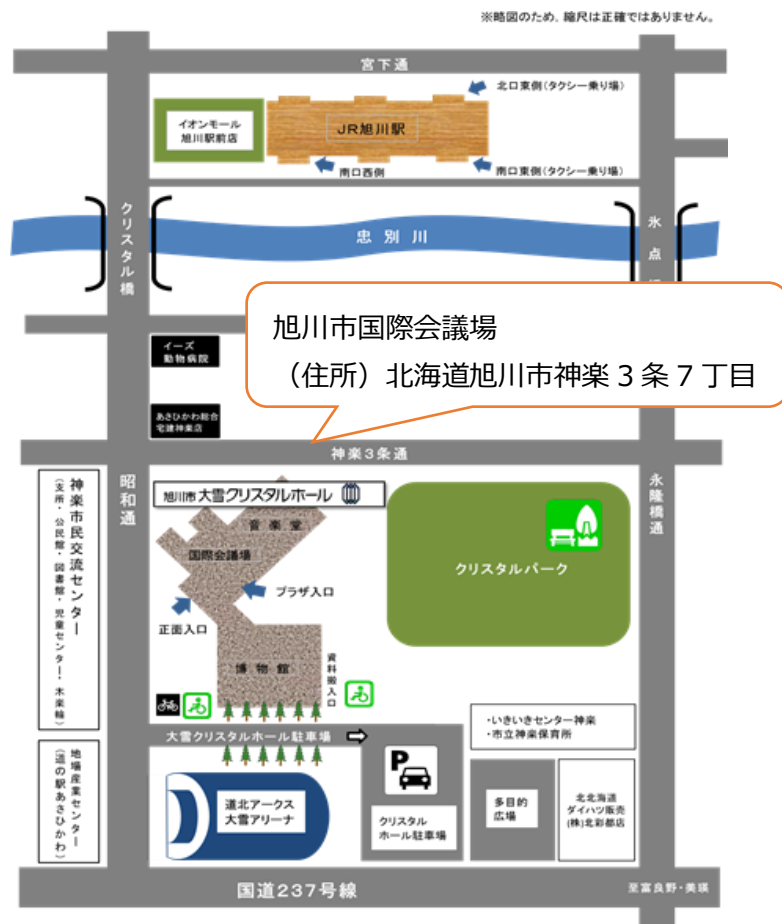 ※略図のため、縮尺は正確ではありません。
宮下通
北口東側(タクシー乗り場)
イオンモール
旭川駅前店
JR旭川駅
南口西側
南口東側(タクシー乗り場)
クリスタル橋
忠別川
氷点
旭川市国際会議場
（住所）北海道旭川市神楽3条7丁目
イーズ
動物病院
あさひかわ総合
宅建神楽店
神楽3条通
神楽市民交流センター
(支所・公民館・図書館・児童センター・木楽輪)
昭和通
旭川市 大雪クリスタルホール
音楽堂
国際会議場
プラザ入口
正面入口
博物館
資料搬入口
クリスタルパーク
永隆橋通
大雪クリスタルホール駐車場
・いきいきセンター神楽
・市立神楽保育所
地場産業センター
(道の駅あさひかわ)
道北アークス
大雪アリーナ
P
クリスタル
ホール駐車場
多目的
広場
北北海道
ダイハツ販売
(株)北彩都店
国道237号線
至富良野・美瑛